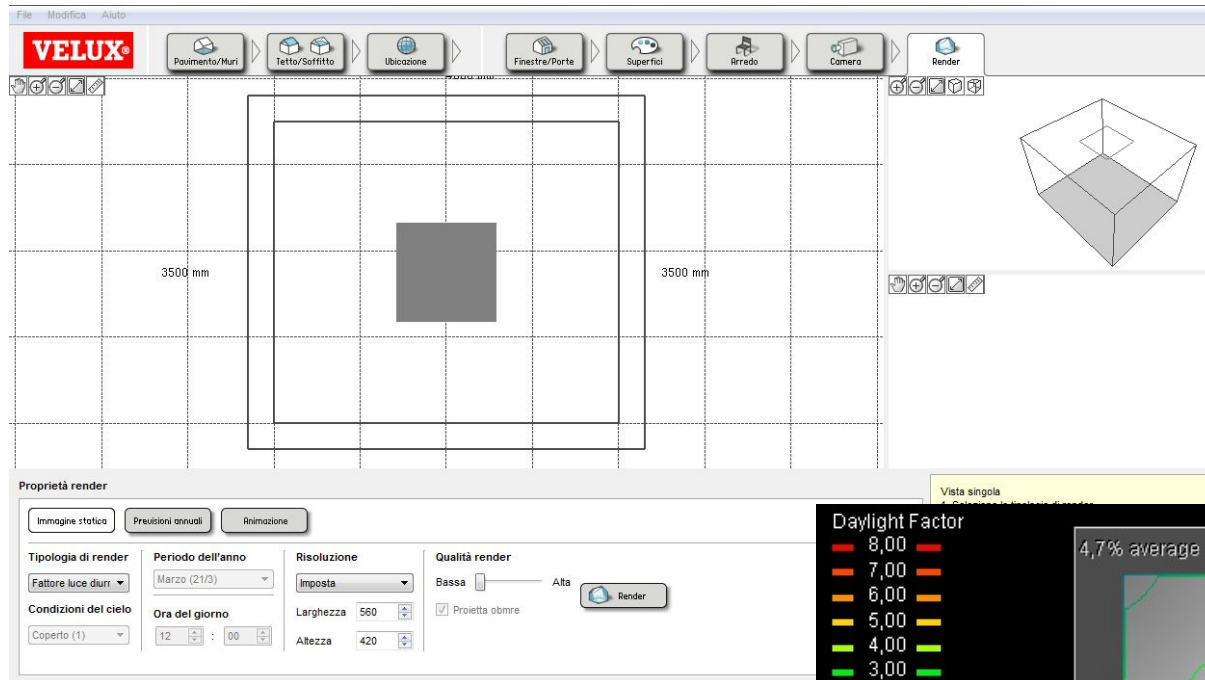 File Modifica Aiuto
VELUX®
Pavimento/Muri
Tetto/Soffitto
Ubicazione
Finestre/Porte
Superfici
Arredo
Camera
Render
3500 mm
3500 mm
Proprietà render
Immagine statica
Previsioni annuali
Animazione
Tipologia di render
Fattore luce diurr
Condizioni del cielo
Coperto (1)
Periodo dell'anno
Marzo (21/3)
Ora del giorno
12 : 00
Risoluzione
Imposta
Larghezza 560
Altezza 420
Qualità render
Bassa Alta
Proietta obmre
Render
Vista singola
Daylight Factor
8,00
7,00
6,00
5,00
4,00
3,00
4,7% average